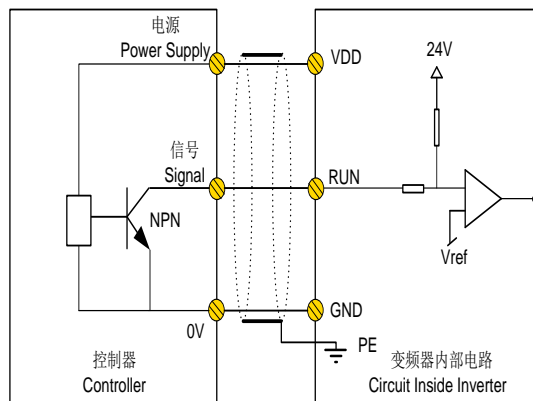 电源
Power Supply
VDD
24V
信号
Signal
RUN
NPN
Vref
0V
GND
PE
控制器
Controller
变频器内部电路
Circuit Inside Inverter